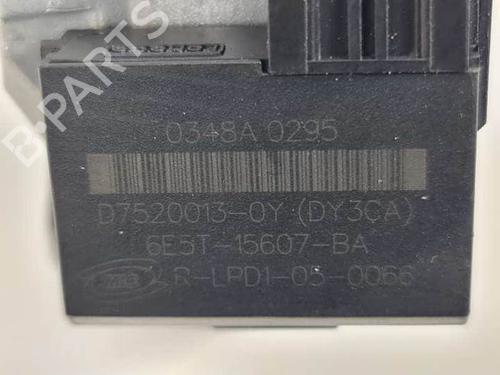 B-PARTS
0348A 0295
D7520013-0Y (DY3CA)
6E5T-15607-BA
R-LPD1-05-0066